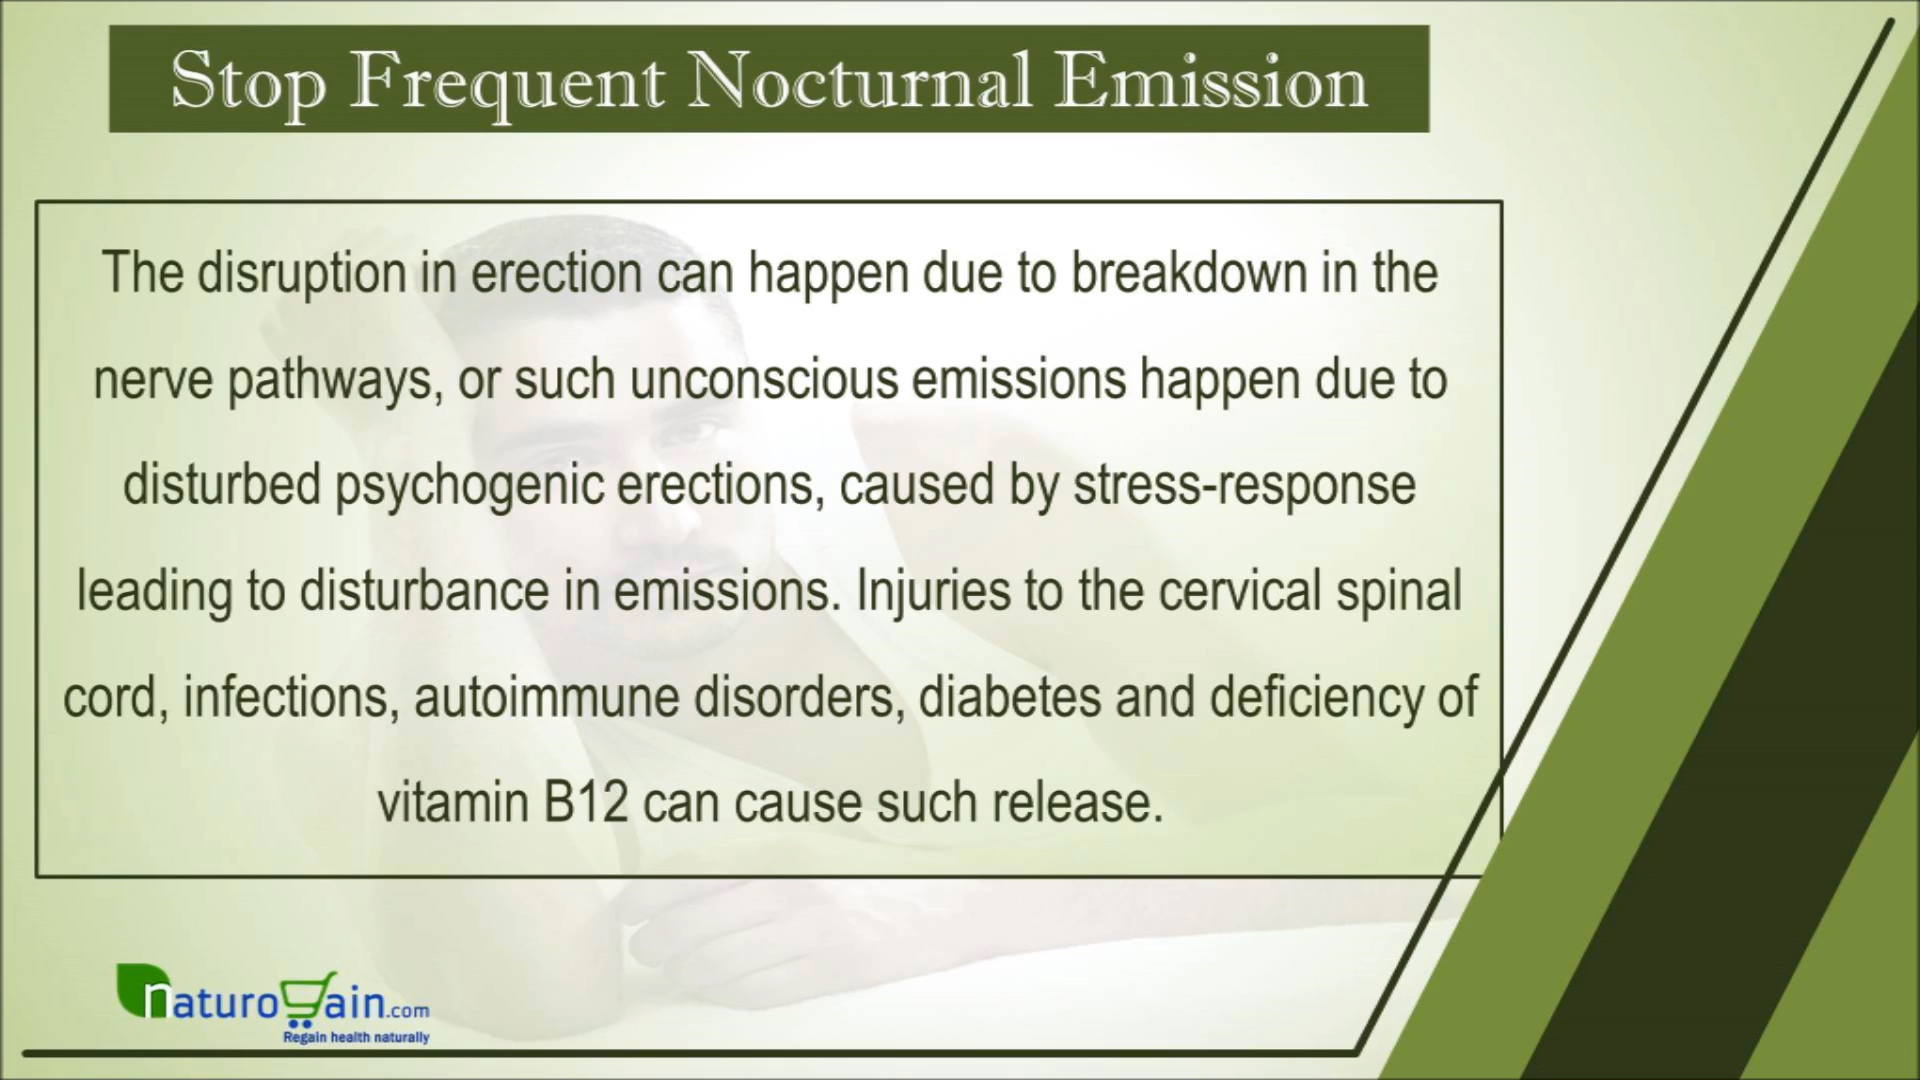 Stop Frequent Nocturnal Emission
The disruption in erection can happen due to breakdown in the
nerve pathways, or such unconscious emissions happen due to
disturbed psychogenic erections, caused by stress-response
leading to disturbance in emissions. Injuries to the cervical spinal
cord, infections, autoimmune disorders, diabetes and deficiency of
vitamin B12 can cause such release.
naturogain.com
Regain health naturally